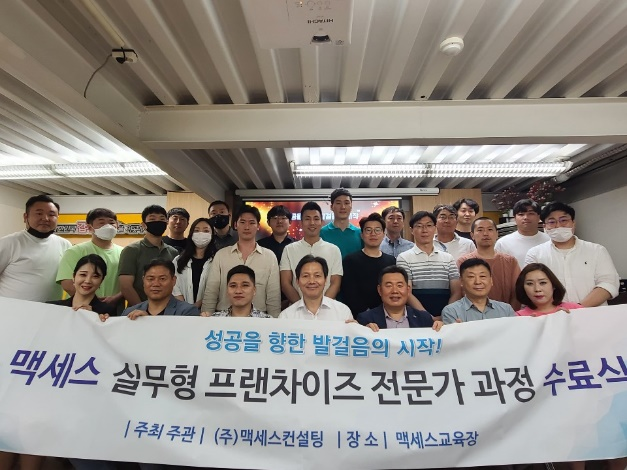 HITACHI
성공을 향한 발걸음의 시작!
맥세스 실무형 프랜차이즈 전문가 과정 수료식
| 주최 주관 | (주)맥세스컨설팅 | 장 소 | 맥세스교육장